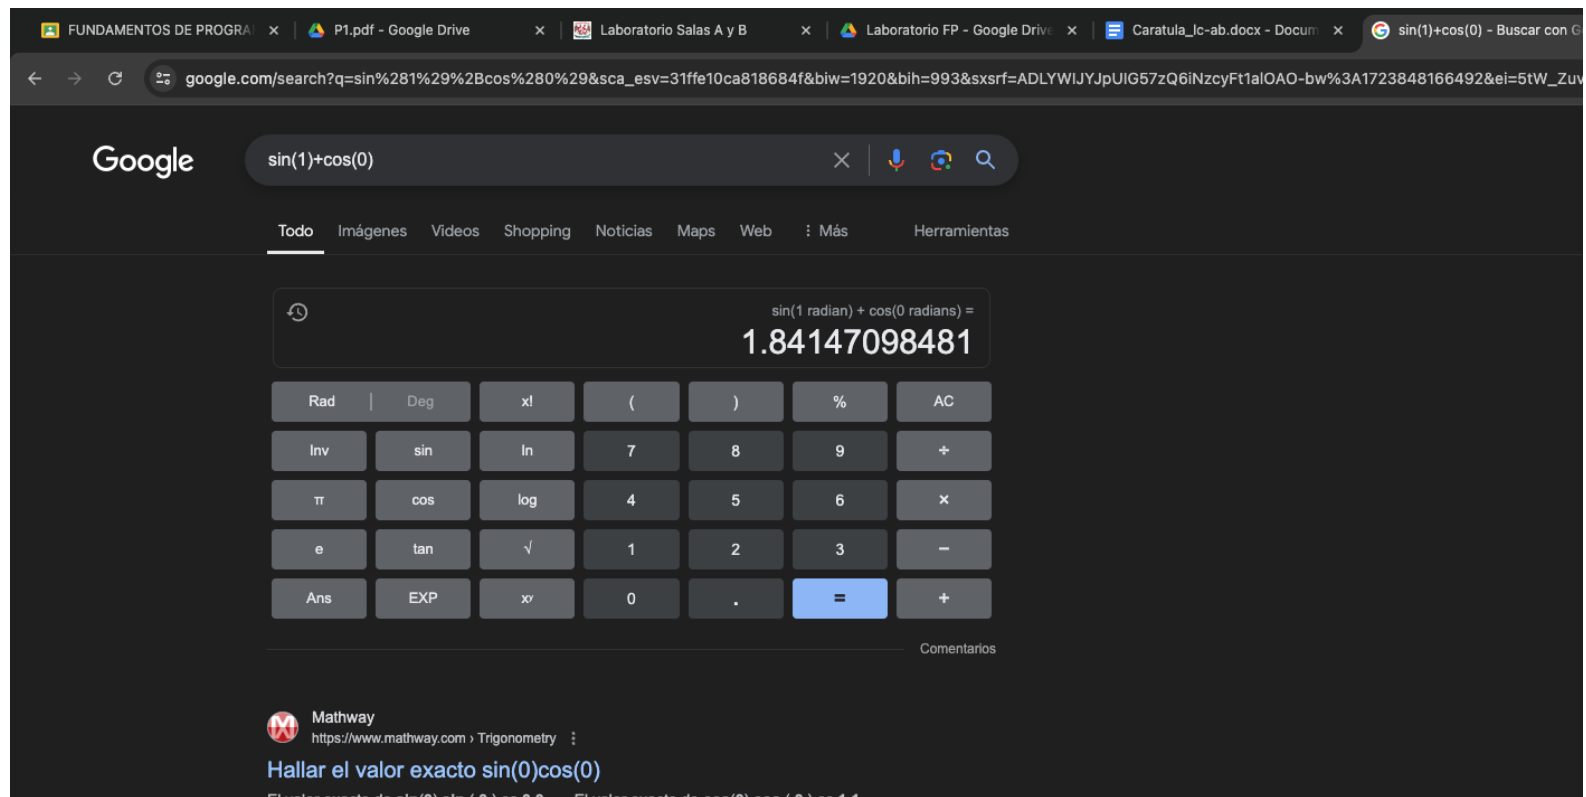 FUNDAMENTOS DE PROGRA
P1.pdf - Google Drive
Laboratorio Salas A y B
Laboratorio FP - Google Drive
Caratula_lc-ab.docx - Docum
sin(1)+cos(0) - Buscar con G
google.com/search?q=sin%281%29%2Bcos%280%29&sca_esv=31ffe10ca818684f&biw=1920&bih=993&sxsrf=ADLYWIJYJpUIG57zQ6iNzcyFt1alOAO-bw%3A1723848166492&ei=5tW_Zuv
Google
sin(1)+cos(0)
Todo Imágenes Videos Shopping Noticias Maps Web Más Herramientas
sin(1 radian) + cos(0 radians) =
1.84147098481
Rad | Deg x! ( ) % AC
Inv sin ln 7 8 9 ÷
π cos log 4 5 6 ×
e tan √ 1 2 3 −
Ans EXP xʸ 0 . = +
Comentarios
Mathway
https://www.mathway.com › Trigonometry
Hallar el valor exacto sin(0)cos(0)